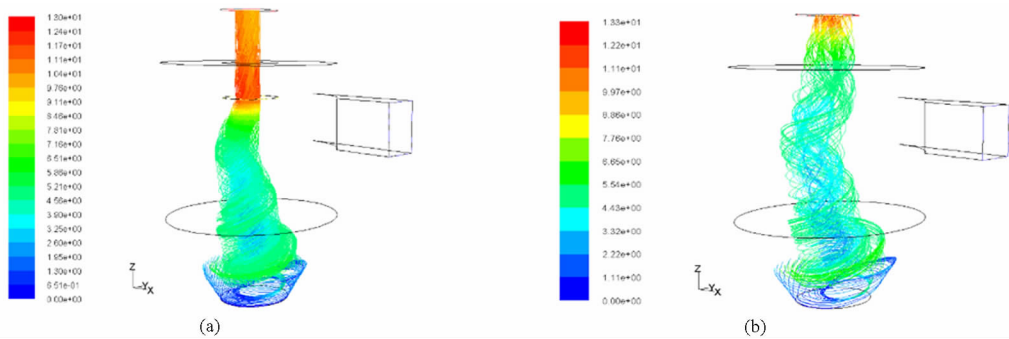 1.30e+01
1.24e+01
1.17e+01
1.11e+01
1.04e+01
9.76e+00
9.11e+00
8.46e+00
7.81e+00
7.16e+00
6.51e+00
5.86e+00
5.21e+00
4.56e+00
3.90e+00
3.25e+00
2.60e+00
1.95e+00
1.30e+00
6.51e-01
0.00e+00
Z
Y X
(a)
1.33e+01
1.22e+01
1.11e+01
9.97e+00
8.86e+00
7.76e+00
6.65e+00
5.54e+00
4.43e+00
3.32e+00
2.22e+00
1.11e+00
0.00e+00
Z
Y X
(b)